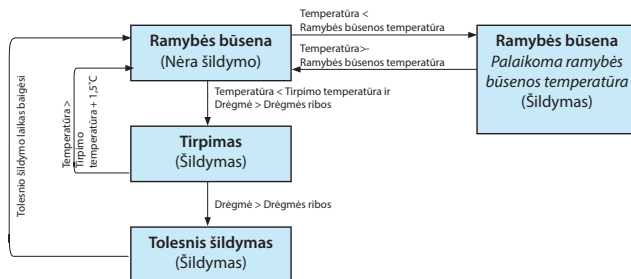 Temperatūra <
Ramybės būsenos temperatūra
Ramybės būsena
(Nėra šildymo)
Temperatūra>-
Ramybės būsenos temperatūra
Ramybės būsena
Palaikoma ramybės
būsenos temperatūra
(Šildymas)
Temperatūra < Tirpimo temperatūra ir
Drėgmė > Drėgmės ribos
Tolesnio šildymo laikas baigėsi
Temperatūra >
Tirpimo
temperatūra + 1,5°C
Tirpimas
(Šildymas)
Drėgmė > Drėgmės ribos
Tolesnis šildymas
(Šildymas)